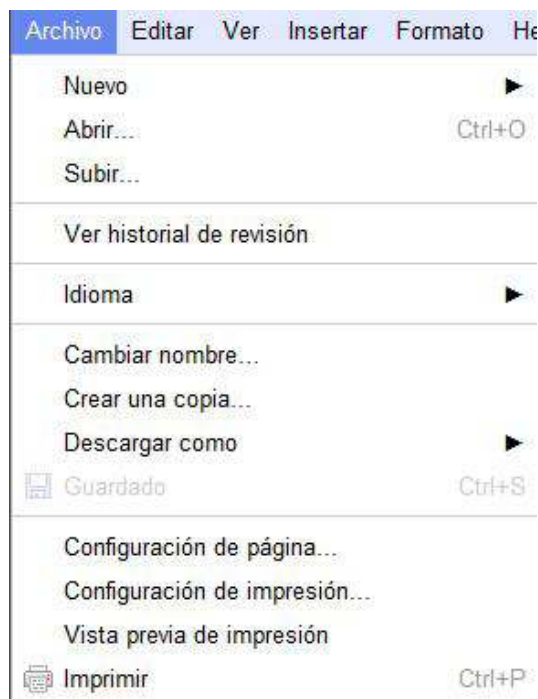 Archivo Editar Ver Insertar Formato He
Nuevo
Abrir... Ctrl+O
Subir...
Ver historial de revisión
Idioma
Cambiar nombre...
Crear una copia...
Descargar como
Guardado Ctrl+S
Configuración de página...
Configuración de impresión...
Vista previa de impresión
Imprimir Ctrl+P